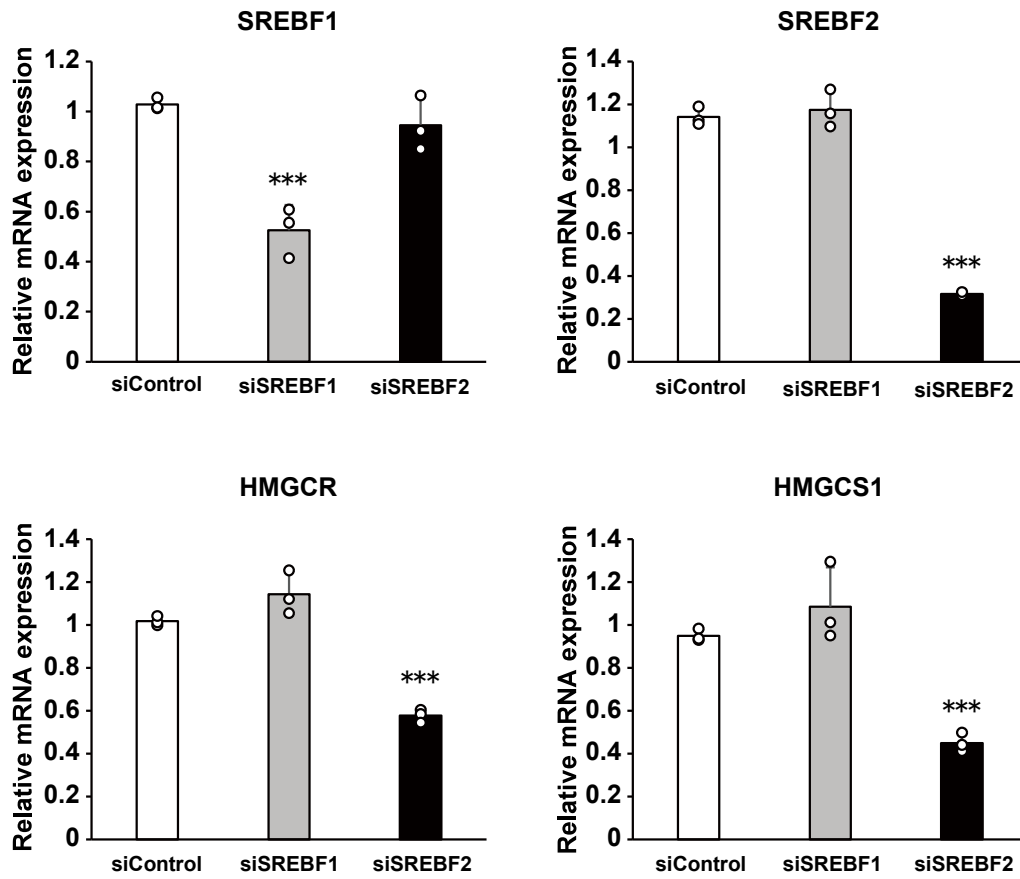 SREBF1
Relative mRNA expression
1.2
1
0.8
0.6
0.4
0.2
0
***
siControl siSREBF1 siSREBF2
SREBF2
Relative mRNA expression
1.4
1.2
1
0.8
0.6
0.4
0.2
0
***
siControl siSREBF1 siSREBF2
HMGCR
Relative mRNA expression
1.4
1.2
1
0.8
0.6
0.4
0.2
0
***
siControl siSREBF1 siSREBF2
HMGCS1
Relative mRNA expression
1.4
1.2
1
0.8
0.6
0.4
0.2
0
***
siControl siSREBF1 siSREBF2